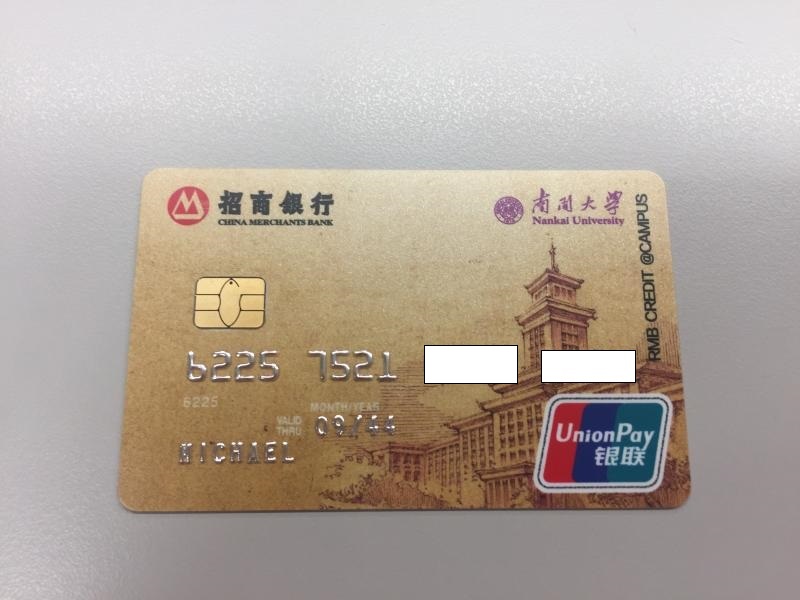 招商银行
CHINA MERCHANTS BANK
南開大學
Nankai University
RMB CREDIT @CAMPUS
6225 7521
6225
MONTH/YEAR
VALID THRU
09/44
MICHAEL
UnionPay
银联